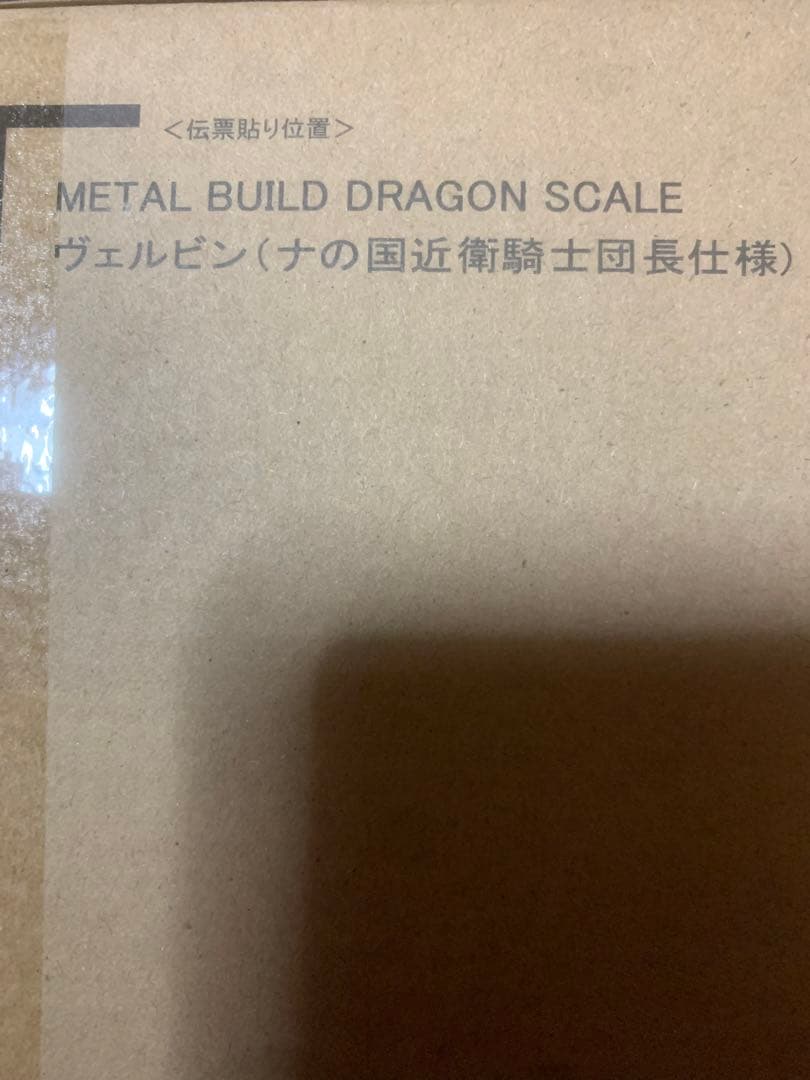 ＜伝票貼り位置＞
METAL BUILD DRAGON SCALE
ヴェルビン（ナの国近衛騎士団長仕様）